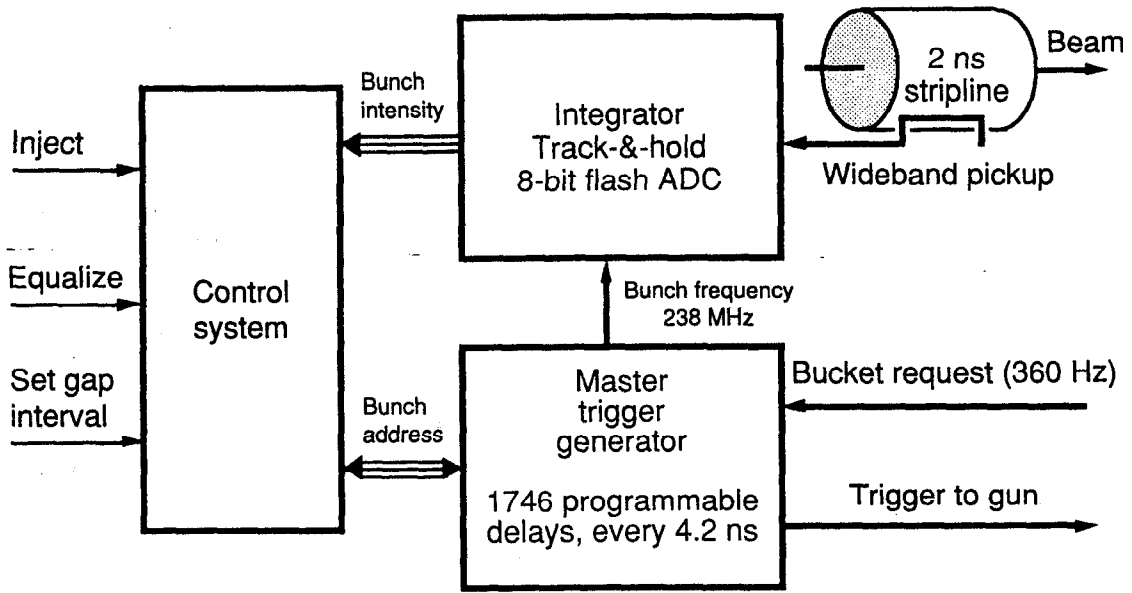 Inject
Equalize
Set gap
interval
Control
system
Bunch
intensity
Integrator
Track-&-hold
8-bit flash ADC
2 ns
stripline
Beam
Wideband pickup
Bunch frequency
238 MHz
Bunch
address
Master
trigger
generator
1746 programmable
delays, every 4.2 ns
Bucket request (360 Hz)
Trigger to gun